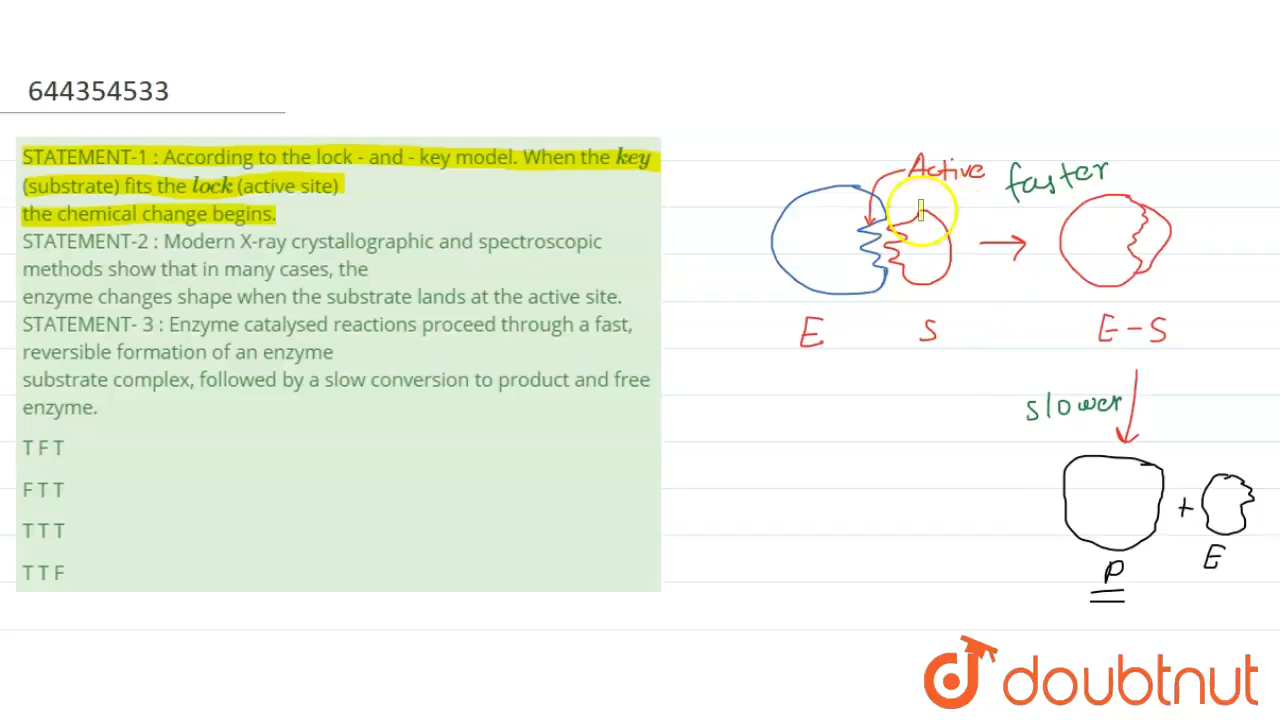 644354533
STATEMENT-1 : According to the lock - and - key model. When the key
(substrate) fits the lock (active site)
the chemical change begins.
STATEMENT-2 : Modern X-ray crystallographic and spectroscopic
methods show that in many cases, the
enzyme changes shape when the substrate lands at the active site.
STATEMENT- 3 : Enzyme catalysed reactions proceed through a fast,
reversible formation of an enzyme
substrate complex, followed by a slow conversion to product and free
enzyme.
T F T
F T T
T T T
T T F
Active
faster
E
S
E-S
slower
+
P
E
doubtnut